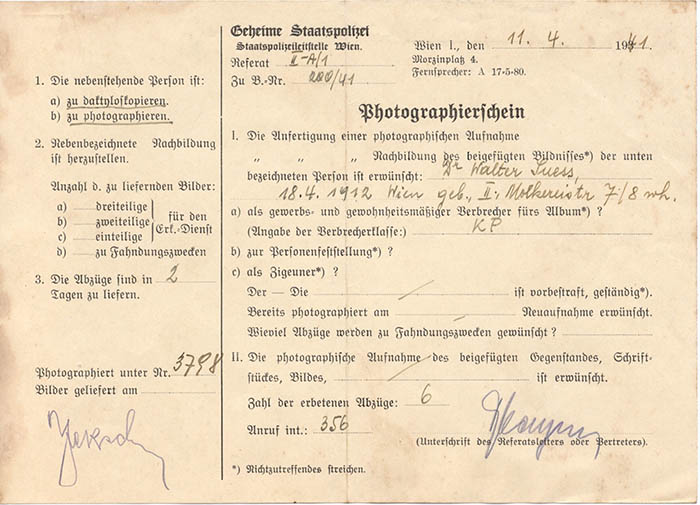 Geheime Staatspolizei
Staatspolizeileitstelle Wien.
Referat II-A/1
Zu B.-Nr. 200/41
Wien I., den 11. 4. 1941.
Morzinplatz 4.
Fernsprecher: A 17-5-80.
1. Die nebenstehende Person ist:
a) zu daktyloskopieren.
b) zu photographieren.
2. Nebenbezeichnete Nachbildung
ist herzustellen.
Anzahl d. zu liefernden Bilder:
a) dreiteilige
b) zweiteilige
c) einteilige
für den
Erk.-Dienst
d) zu Fahndungszwecken
3. Die Abzüge sind in 2
Tagen zu liefern.
Photographiert unter Nr. 3798
Bilder geliefert am
Photographierschein
I. Die Anfertigung einer photographischen Aufnahme
„ „ „ Nachbildung des beigefügten Bildnisses*) der unten
bezeichneten Person ist erwünscht: Dr Walter Suess,
18.4. 1912 Wien geb., II. Molkereistr 7/8 wh.
a) als gewerbs- und gewohnheitsmäßiger Verbrecher fürs Album*) ?
(Angabe der Verbrecherklasse:) KP
b) zur Personenfeststellung*) ?
c) als Zigeuner*) ?
Der — Die ist vorbestraft, geständig*).
Bereits photographiert am Neuaufnahme erwünscht.
Wieviel Abzüge werden zu Fahndungszwecken gewünscht ?
II. Die photographische Aufnahme des beigefügten Gegenstandes, Schrift-
stückes, Bildes, ist erwünscht.
Zahl der erbetenen Abzüge: 6
Anruf int.: 356
(Unterschrift des Referatsleiters oder Vertreters).
*) Nichtzutreffendes streichen.